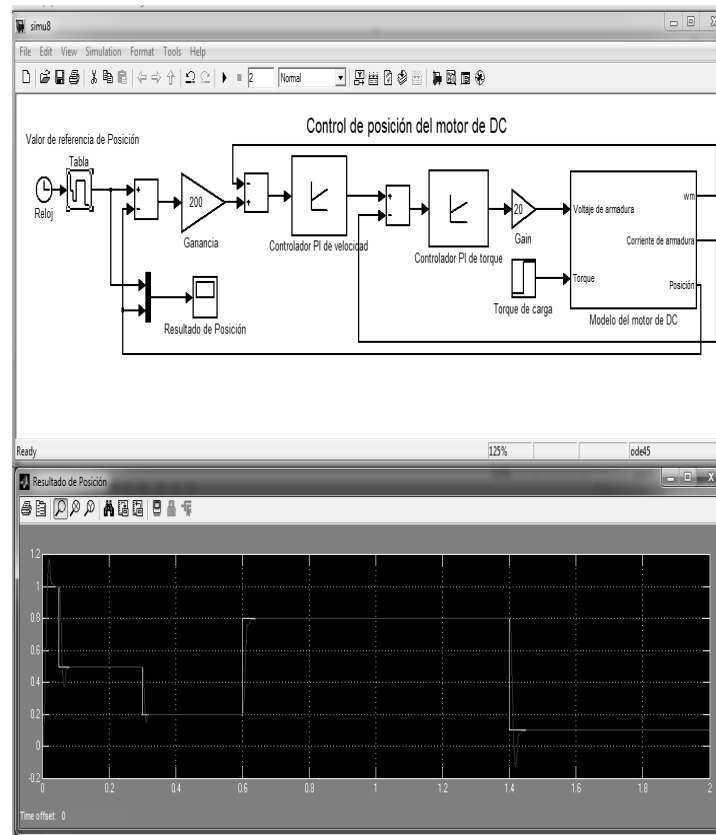 simu8
File Edit View Simulation Format Tools Help
2 Normal
Control de posición del motor de DC
Valor de referencia de Posición
Tabla
Reloj
200
Ganancia
Controlador PI de velocidad
Controlador PI de torque
20
Gain
Voltaje de armadura
wm
Corriente de armadura
Torque
Posición
Torque de carga
Modelo del motor de DC
Resultado de Posición
Ready 125% ode45
Resultado de Posición
1.2
1
0.8
0.6
0.4
0.2
0
-0.2
0 0.2 0.4 0.6 0.8 1 1.2 1.4 1.6 1.8 2
Time offset: 0